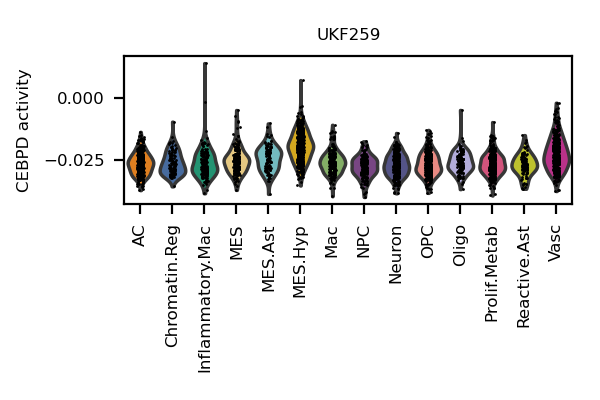 UKF259
CEBPD activity
0.000
−0.025
AC
Chromatin.Reg
Inflammatory.Mac
MES
MES.Ast
MES.Hyp
Mac
NPC
Neuron
OPC
Oligo
Prolif.Metab
Reactive.Ast
Vasc